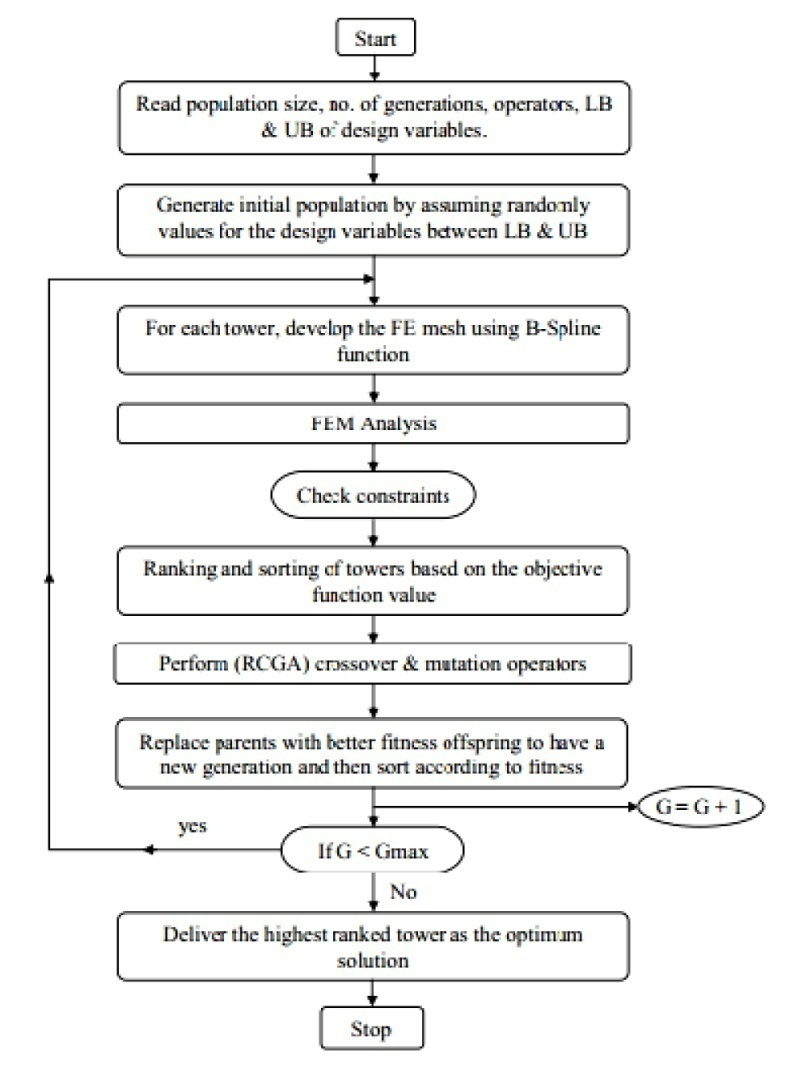 Start
Read population size, no. of generations, operators, LB
& UB of design variables.
Generate initial population by assuming randomly
values for the design variables between LB & UB
For each tower, develop the FE mesh using B-Spline
function
FEM Analysis
Check constraints
Ranking and sorting of towers based on the objective
function value
Perform (RCGA) crossover & mutation operators
Replace parents with better fitness offspring to have a
new generation and then sort according to fitness
G = G + 1
yes
If G < Gmax
No
Deliver the highest ranked tower as the optimum
solution
Stop